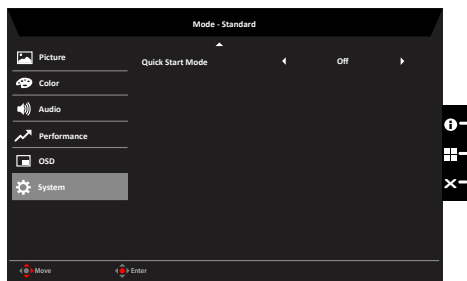 Mode - Standard
Picture
Quick Start Mode Off
Color
Audio
Performance
OSD
System
Move Enter